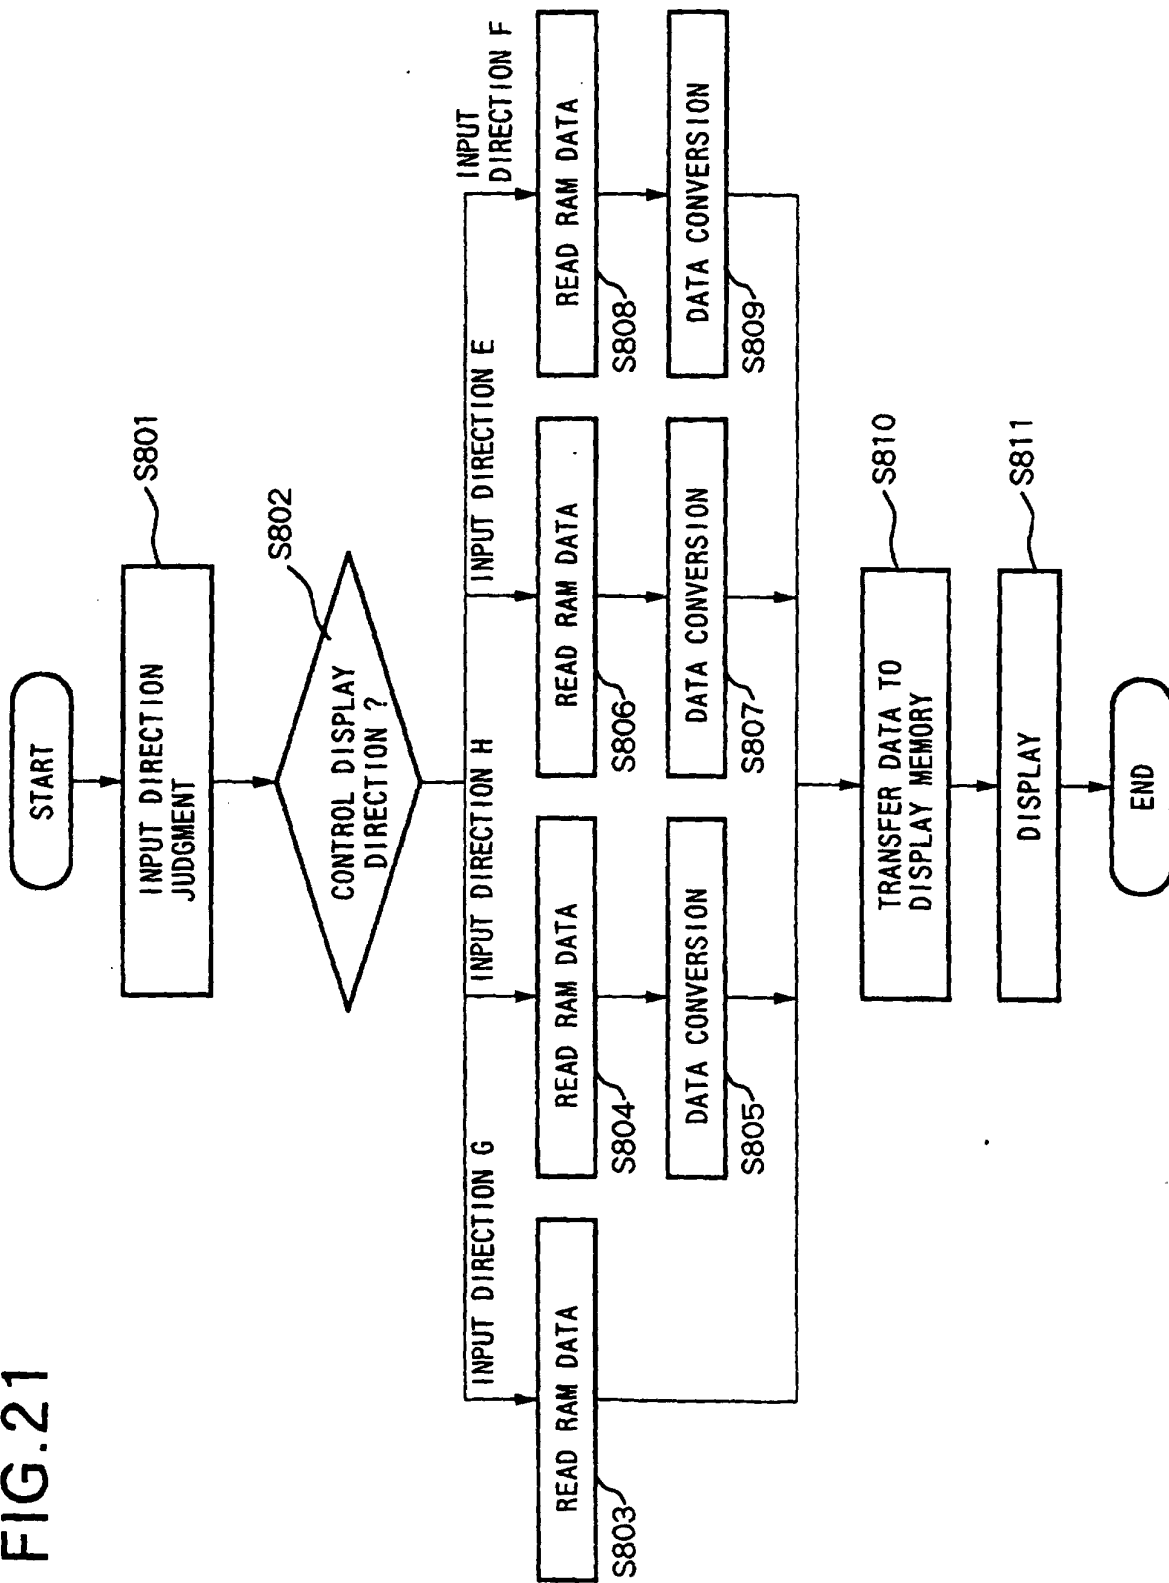 FIG.21
START
INPUT DIRECTION
JUDGMENT
S801
CONTROL DISPLAY
DIRECTION ?
S802
INPUT DIRECTION G
INPUT DIRECTION H
INPUT DIRECTION E
INPUT
DIRECTION F
READ RAM DATA
S803
READ RAM DATA
S804
READ RAM DATA
S806
READ RAM DATA
S808
DATA CONVERSION
S805
DATA CONVERSION
S807
DATA CONVERSION
S809
TRANSFER DATA TO
DISPLAY MEMORY
S810
DISPLAY
S811
END